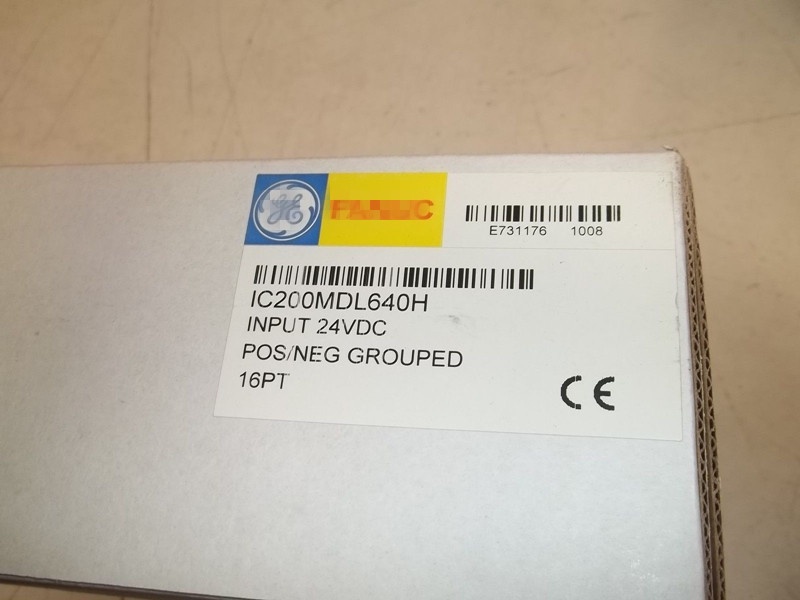 E731176 1008
IC200MDL640H
INPUT 24VDC
POS/NEG GROUPED
16PT
CE